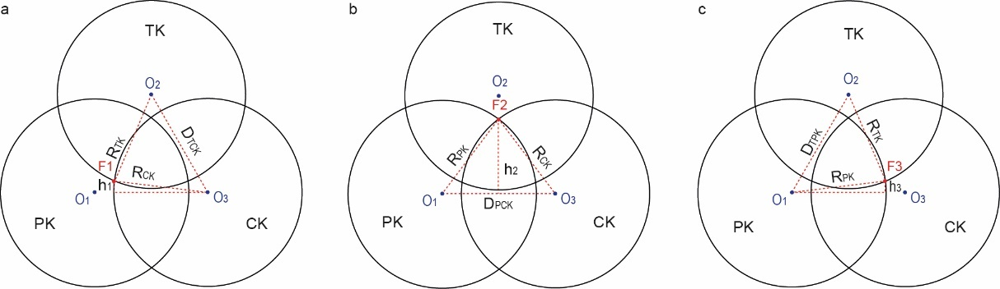 a
TK
O2
RTK
DTCK
F1
RCK
h1
O1
O3
PK
CK
b
TK
O2
F2
RPK
RCK
h2
O1
O3
DPCK
PK
CK
c
TK
O2
DTPK
RTK
F3
RPK
h3
O1
O3
PK
CK